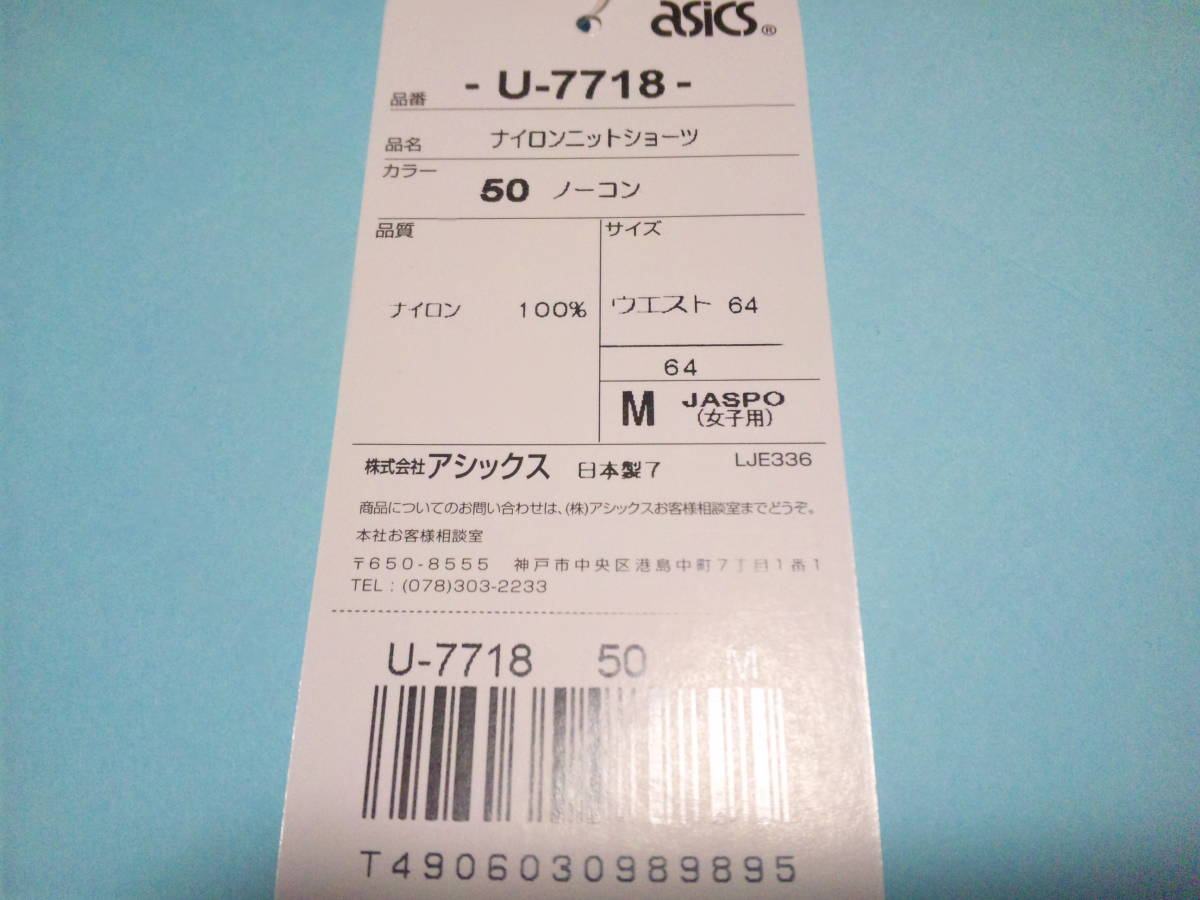 asics®
品番 - U-7718 -
品名 ナイロンニットショーツ
カラー 50 ノーコン
品質 サイズ
ナイロン 100% ウエスト 64
64
M JASPO
(女子用)
株式会社アシックス 日本製7 LJE336
商品についてのお問い合わせは、(株)アシックスお客様相談室までどうぞ。
本社お客様相談室
〒650-8555 神戸市中央区港島中町7丁目1番1
TEL : (078)303-2233
U-7718 50 M
T4906030989895